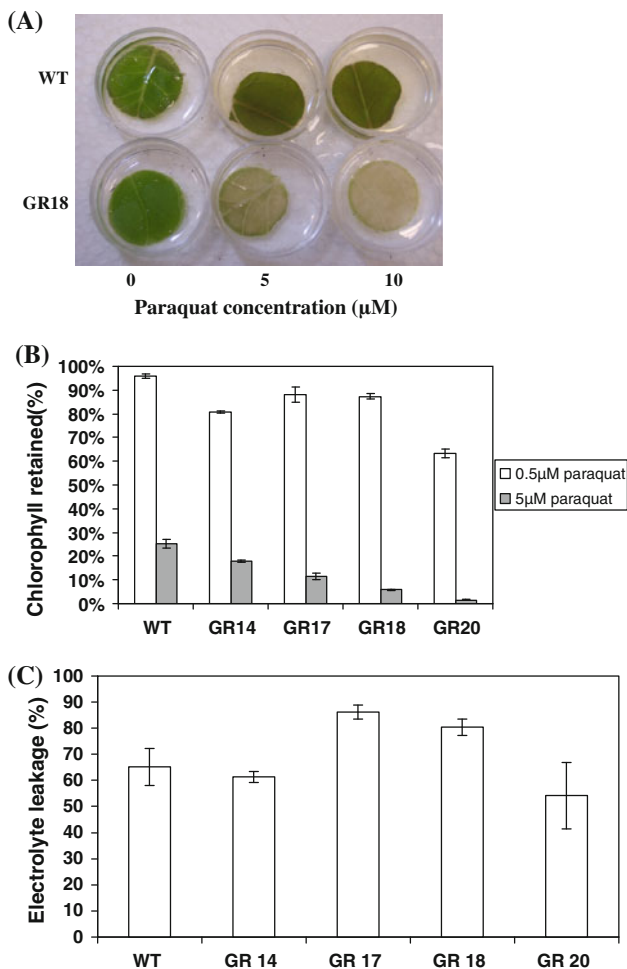 (A)
WT
GR18
0 5 10
Paraquat concentration (µM)
(B)
100%
90%
80%
70%
60%
50%
40%
30%
20%
10%
0%
Chlorophyll retained(%)
0.5µM paraquat
5µM paraquat
WT GR14 GR17 GR18 GR20
(C)
100
90
80
70
60
50
40
30
20
10
0
Electrolyte leakage (%)
WT GR 14 GR 17 GR 18 GR 20